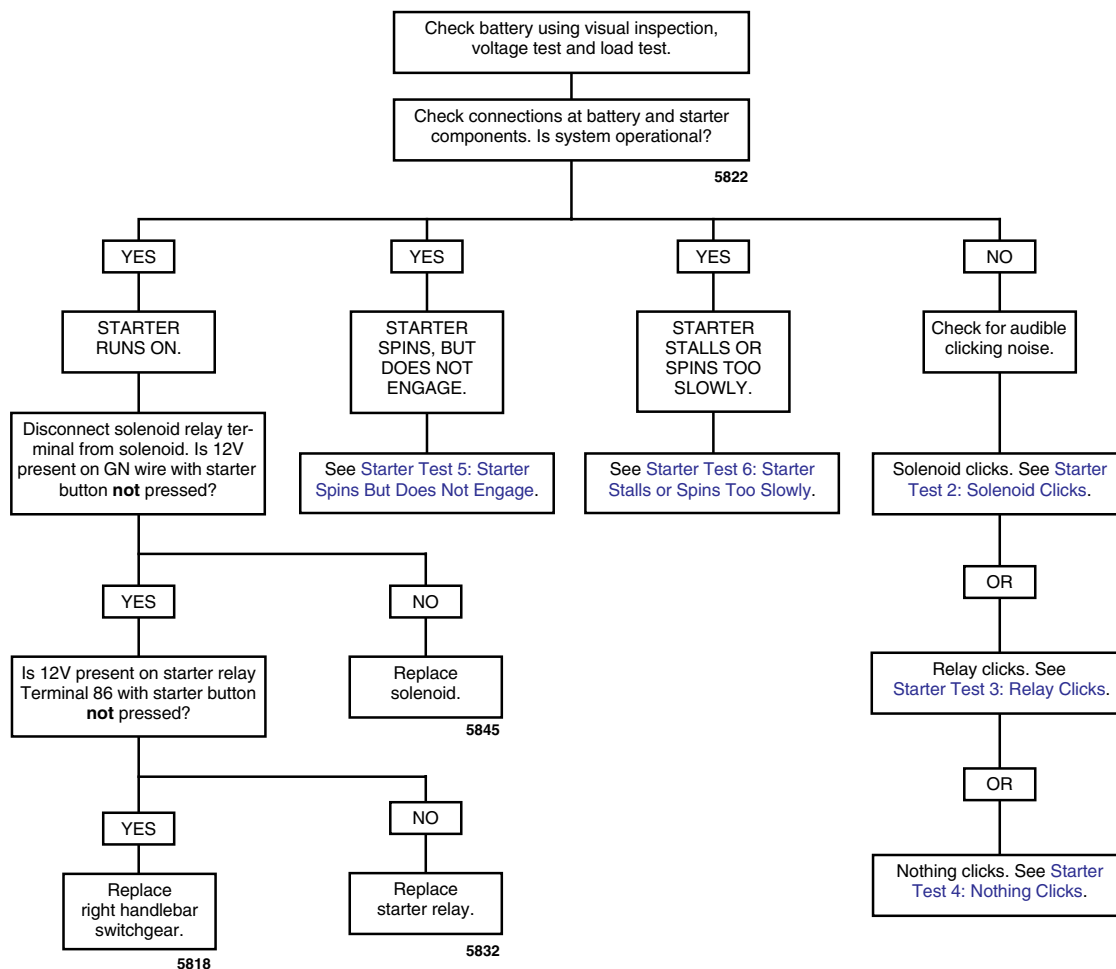 Check battery using visual inspection,
voltage test and load test.
Check connections at battery and starter
components. Is system operational?
5822
YES
YES
YES
NO
STARTER
RUNS ON.
STARTER
SPINS, BUT
DOES NOT
ENGAGE.
STARTER
STALLS OR
SPINS TOO
SLOWLY.
Check for audible
clicking noise.
Disconnect solenoid relay ter-
minal from solenoid. Is 12V
present on GN wire with starter
button not pressed?
See Starter Test 5: Starter
Spins But Does Not Engage.
See Starter Test 6: Starter
Stalls or Spins Too Slowly.
Solenoid clicks. See Starter
Test 2: Solenoid Clicks.
YES
NO
OR
Is 12V present on starter relay
Terminal 86 with starter button
not pressed?
Replace
solenoid.
5845
Relay clicks. See
Starter Test 3: Relay Clicks.
YES
NO
OR
Replace
right handlebar
switchgear.
5818
Replace
starter relay.
5832
Nothing clicks. See Starter
Test 4: Nothing Clicks.